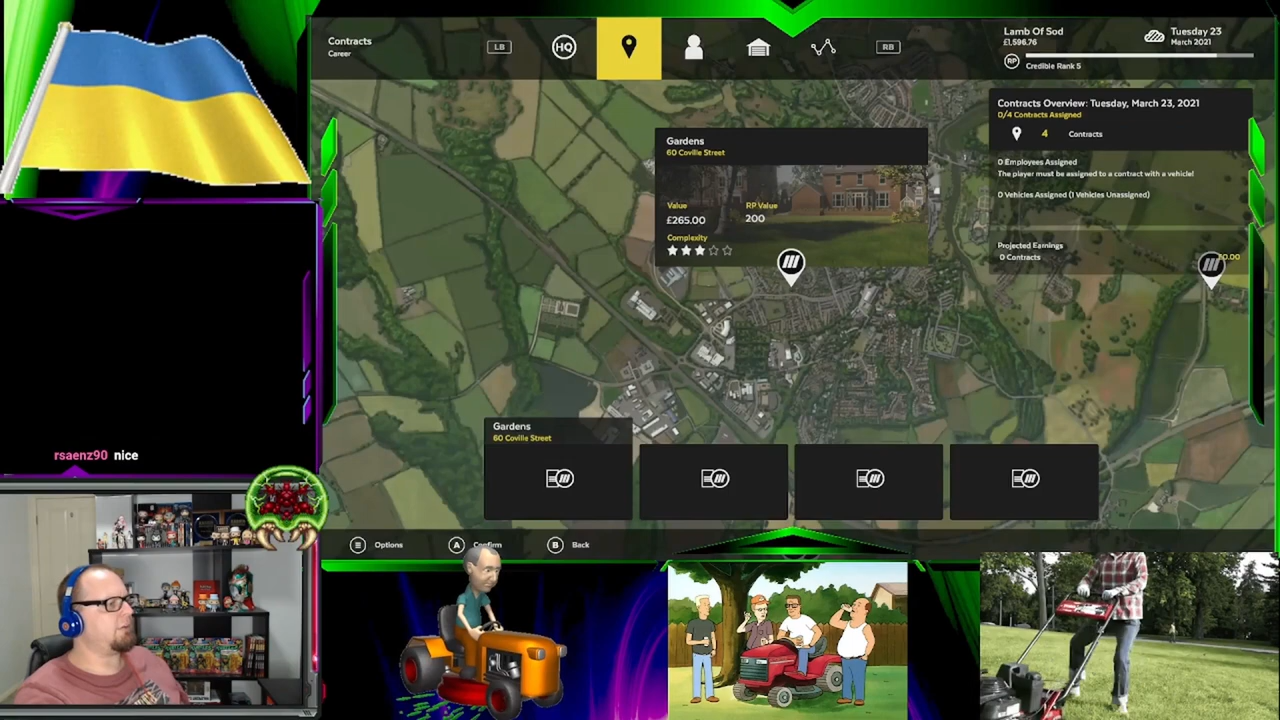 Contracts
Career
LB
HQ
RB
Lamb Of Sod
£1,596.76
RP
Credible Rank 5
Tuesday 23
March 2021
Contracts Overview: Tuesday, March 23, 2021
0/4 Contracts Assigned
4 Contracts
0 Employees Assigned
The player must be assigned to a contract with a vehicle!
0 Vehicles Assigned (1 Vehicles Unassigned)
Projected Earnings
0 Contracts
£0.00
Gardens
60 Coville Street
Value
£265.00
RP Value
200
Complexity
Gardens
60 Coville Street
Options
A Confirm
B Back
rsaenz90 nice